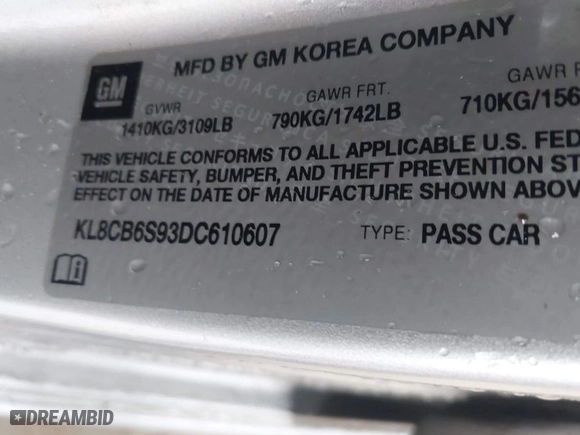 MFD BY GM KOREA COMPANY
GM
GVWR GAWR FRT. GAWR
1410KG/3109LB 790KG/1742LB 710KG/156
THIS VEHICLE CONFORMS TO ALL APPLICABLE U.S. FED
VEHICLE SAFETY, BUMPER, AND THEFT PREVENTION ST
EFFECT ON THE DATE OF MANUFACTURE SHOWN ABOV
KL8CB6S93DC610607 TYPE: PASS CAR
DREAMBID